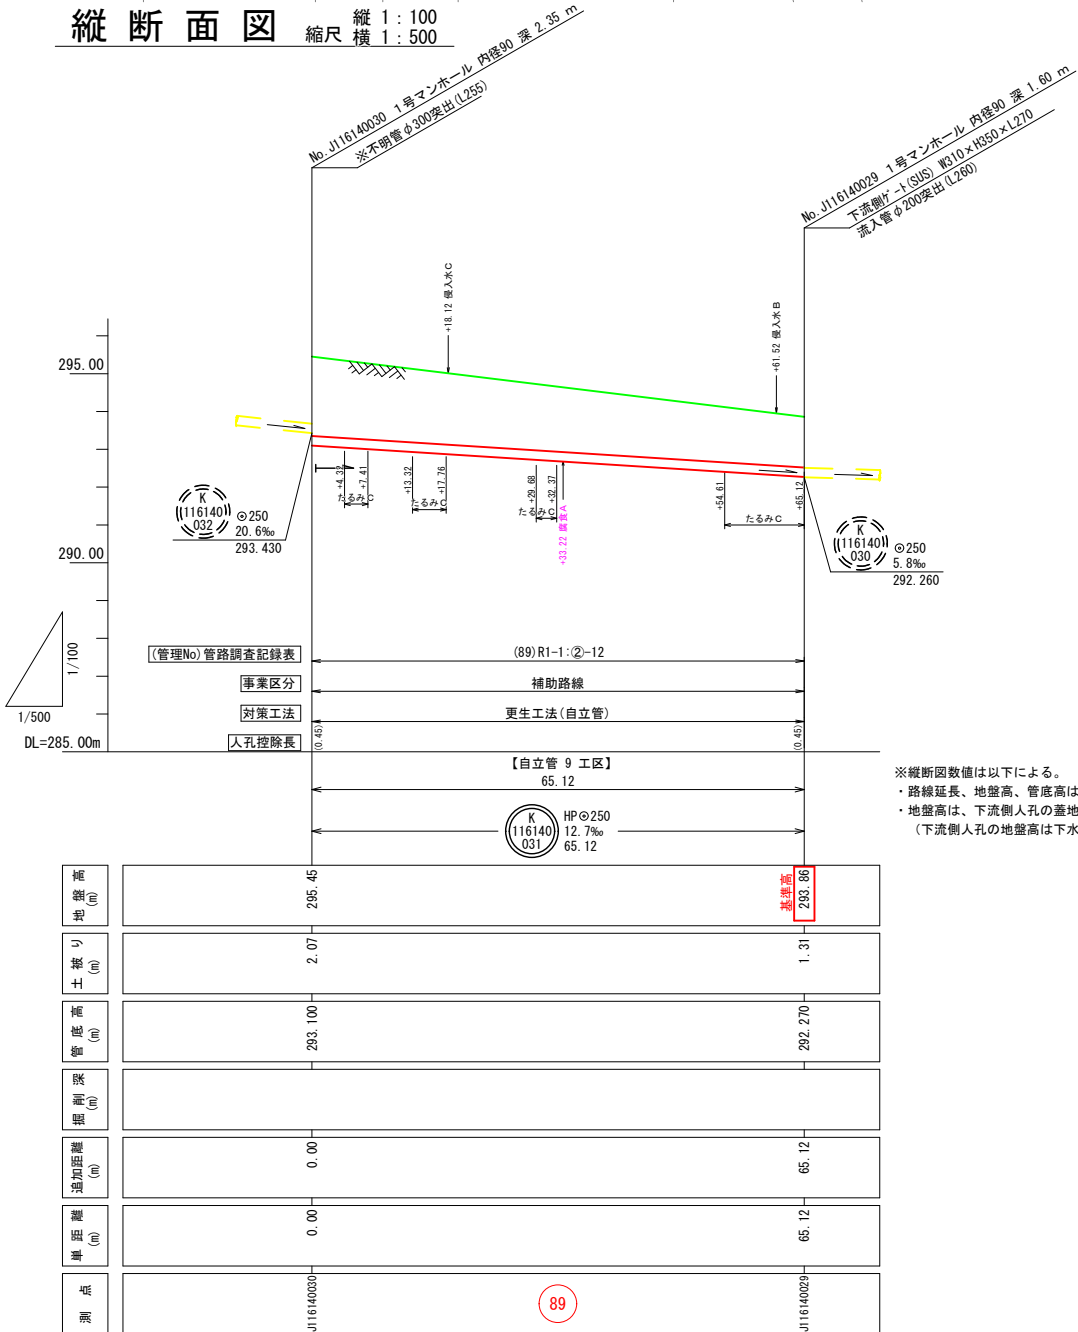 縦断面図 縮尺 縦 1:100
横 1:500
No.J116140030 1号マンホール 内径90 深 2.35 m
※不明管φ300突出(L255)
No.J116140029 1号マンホール 内径90 深 1.60 m
下流側ゲート(SUS) W310×H350×L270
流入管φ200突出(L260)
+18.12 侵入水C
+61.52 侵入水B
295.00
290.00
DL=285.00m
1/100
1/500
K
116140
032
◎250
20.6‰
293.430
+4.32
+7.41
たるみC
+13.32
+17.76
たるみC
+29.68
+32.37
たるみC
+33.22 腐食A
+54.61
+65.12
たるみC
K
116140
030
◎250
5.8‰
292.260
(管理No)管路調査記録表 (89)R1-1:②-12
事業区分 補助路線
対策工法 更生工法(自立管)
人孔控除長 (0.45) (0.45)
【自立管 9 工区】
65.12
K
116140
031
HP◎250
12.7‰
65.12
※縦断図数値は以下による。
・路線延長、地盤高、管底高は
・地盤高は、下流側人孔の蓋地
(下流側人孔の地盤高は下水
地盤高(m) 295.45 基準高 293.86
土被り(m) 2.07 1.31
管底高(m) 293.100 292.270
掘削深(m)
追加距離(m) 0.00 65.12
単距離(m) 0.00 65.12
測点 J116140030 89 J116140029